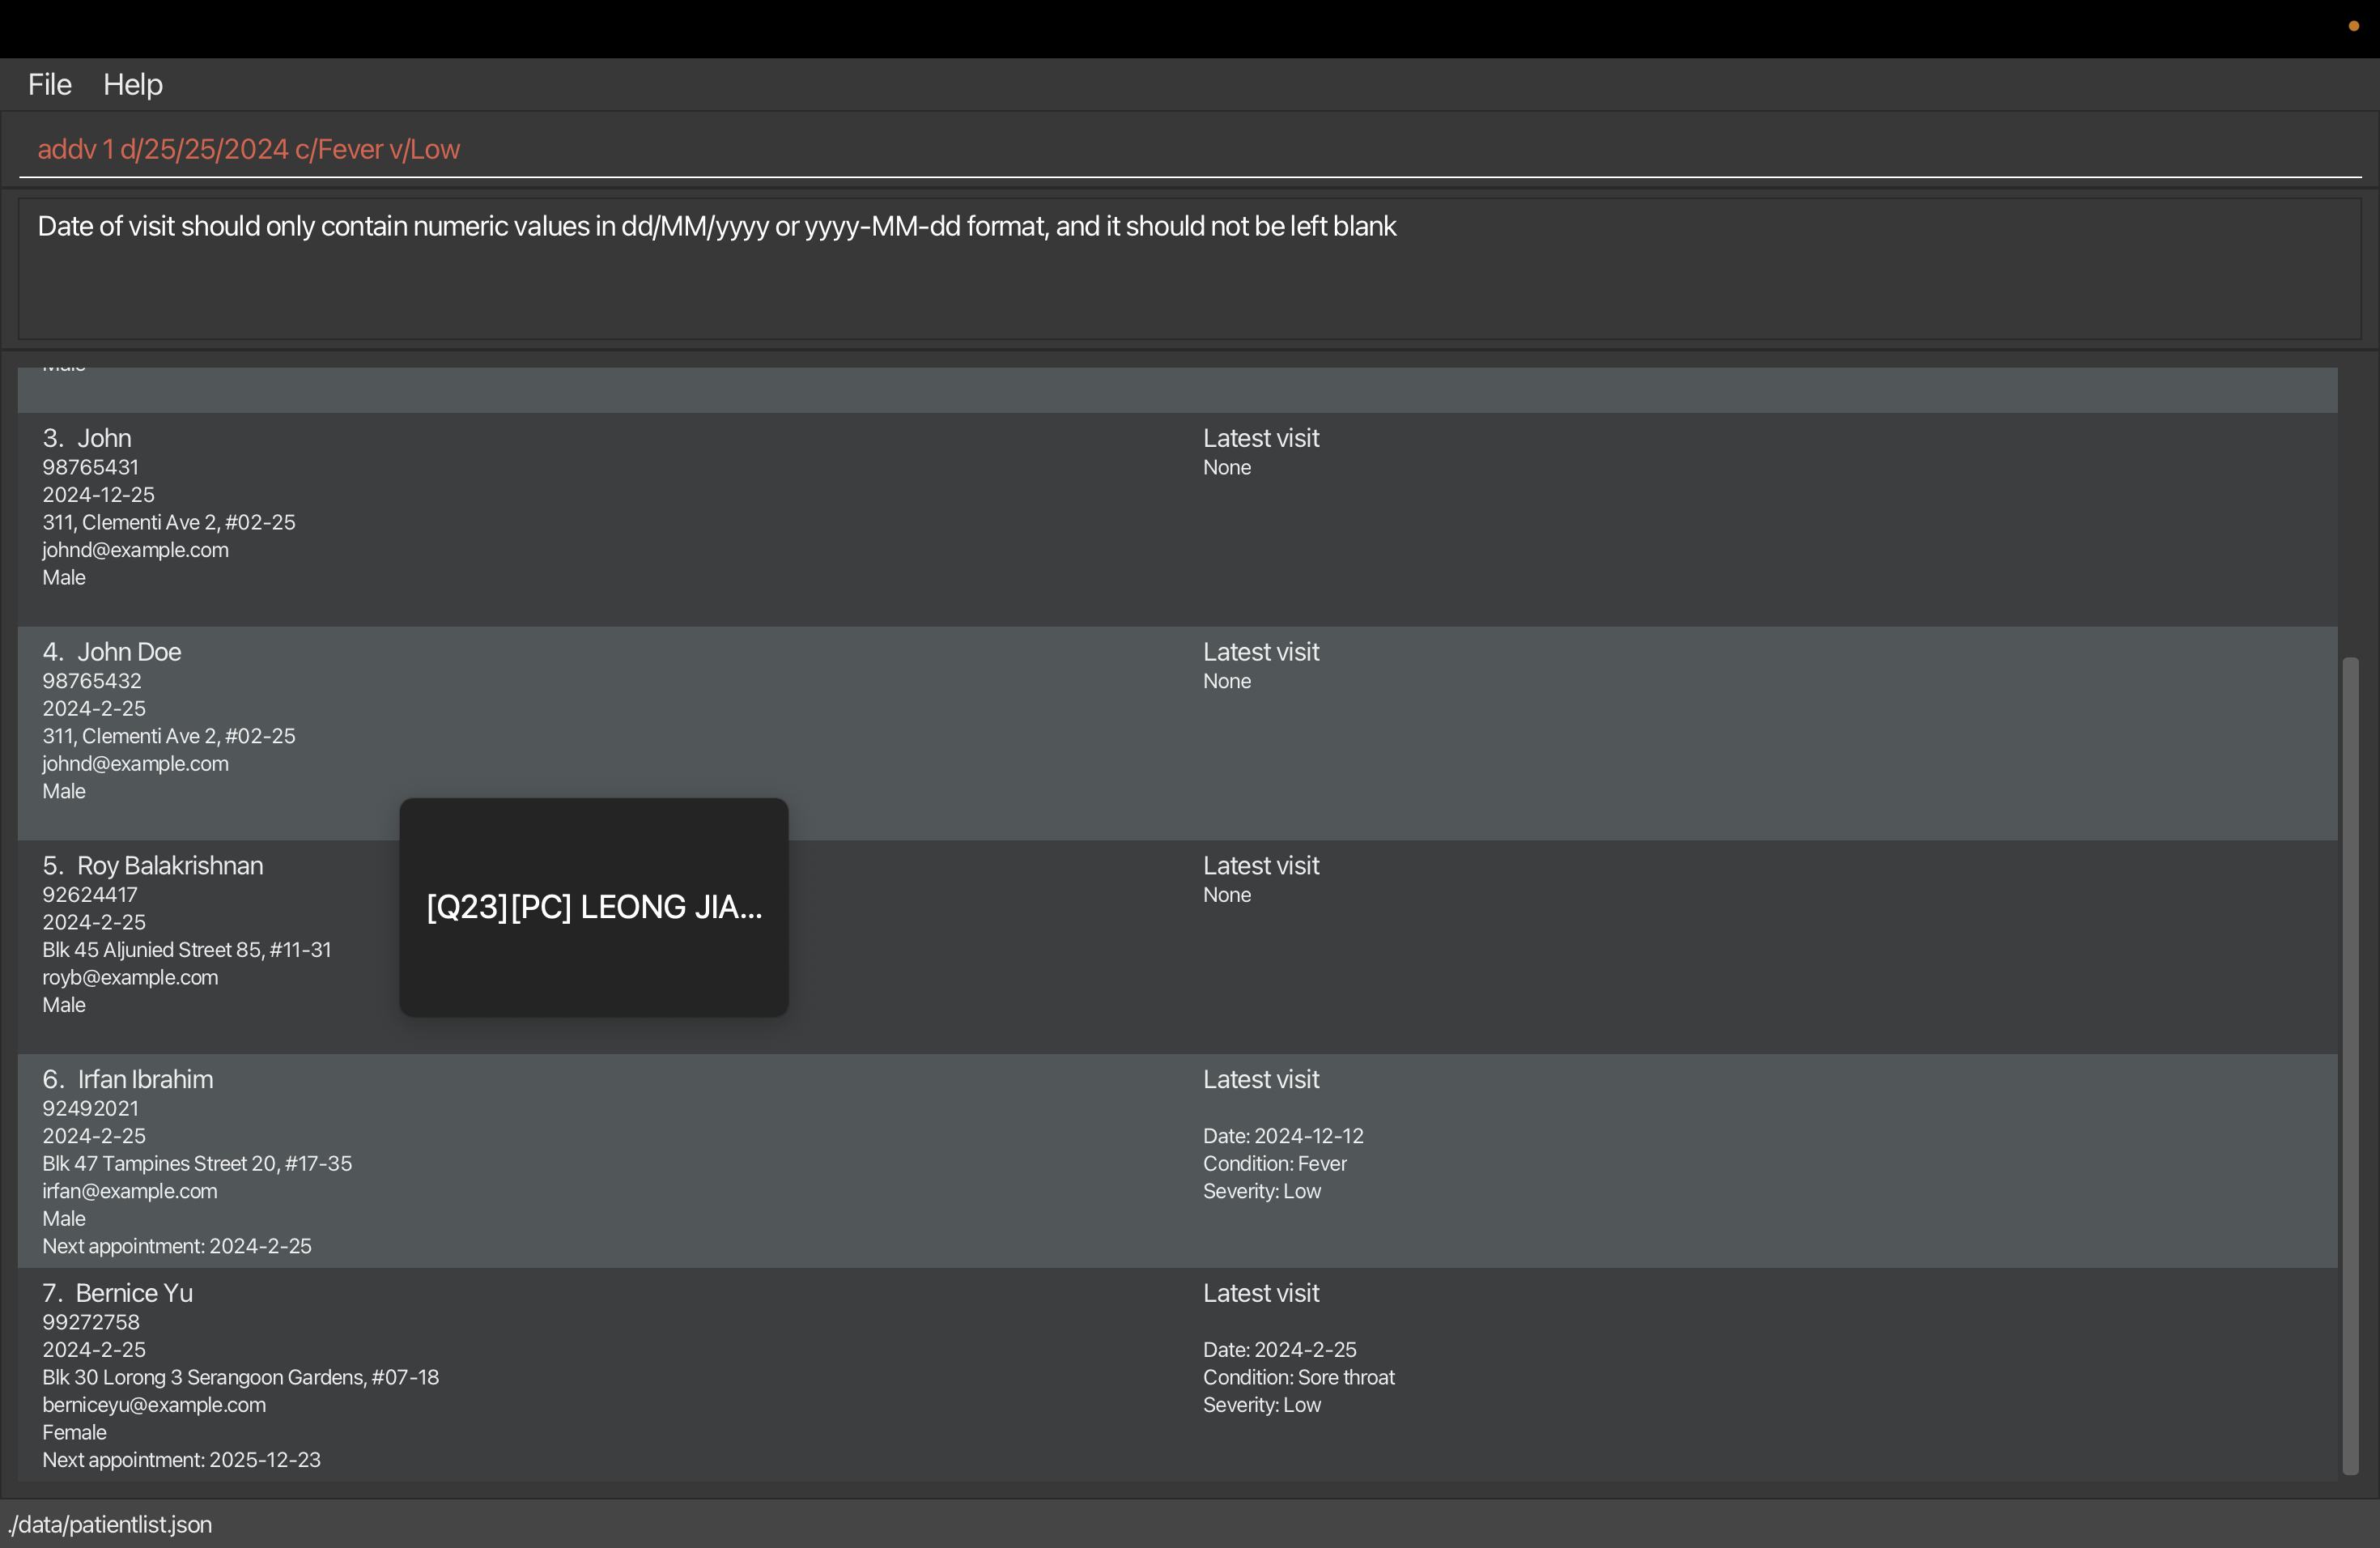 File Help
addv 1 d/25/25/2024 c/Fever v/Low
Date of visit should only contain numeric values in dd/MM/yyyy or yyyy-MM-dd format, and it should not be left blank
3. John
98765431
2024-12-25
311, Clementi Ave 2, #02-25
johnd@example.com
Male
Latest visit
None
4. John Doe
98765432
2024-2-25
311, Clementi Ave 2, #02-25
johnd@example.com
Male
Latest visit
None
5. Roy Balakrishnan
92624417
2024-2-25
Blk 45 Aljunied Street 85, #11-31
royb@example.com
Male
Latest visit
None
[Q23][PC] LEONG JIA...
6. Irfan Ibrahim
92492021
2024-2-25
Blk 47 Tampines Street 20, #17-35
irfan@example.com
Male
Next appointment: 2024-2-25
Latest visit
Date: 2024-12-12
Condition: Fever
Severity: Low
7. Bernice Yu
99272758
2024-2-25
Blk 30 Lorong 3 Serangoon Gardens, #07-18
berniceyu@example.com
Female
Next appointment: 2025-12-23
Latest visit
Date: 2024-2-25
Condition: Sore throat
Severity: Low
./data/patientlist.json